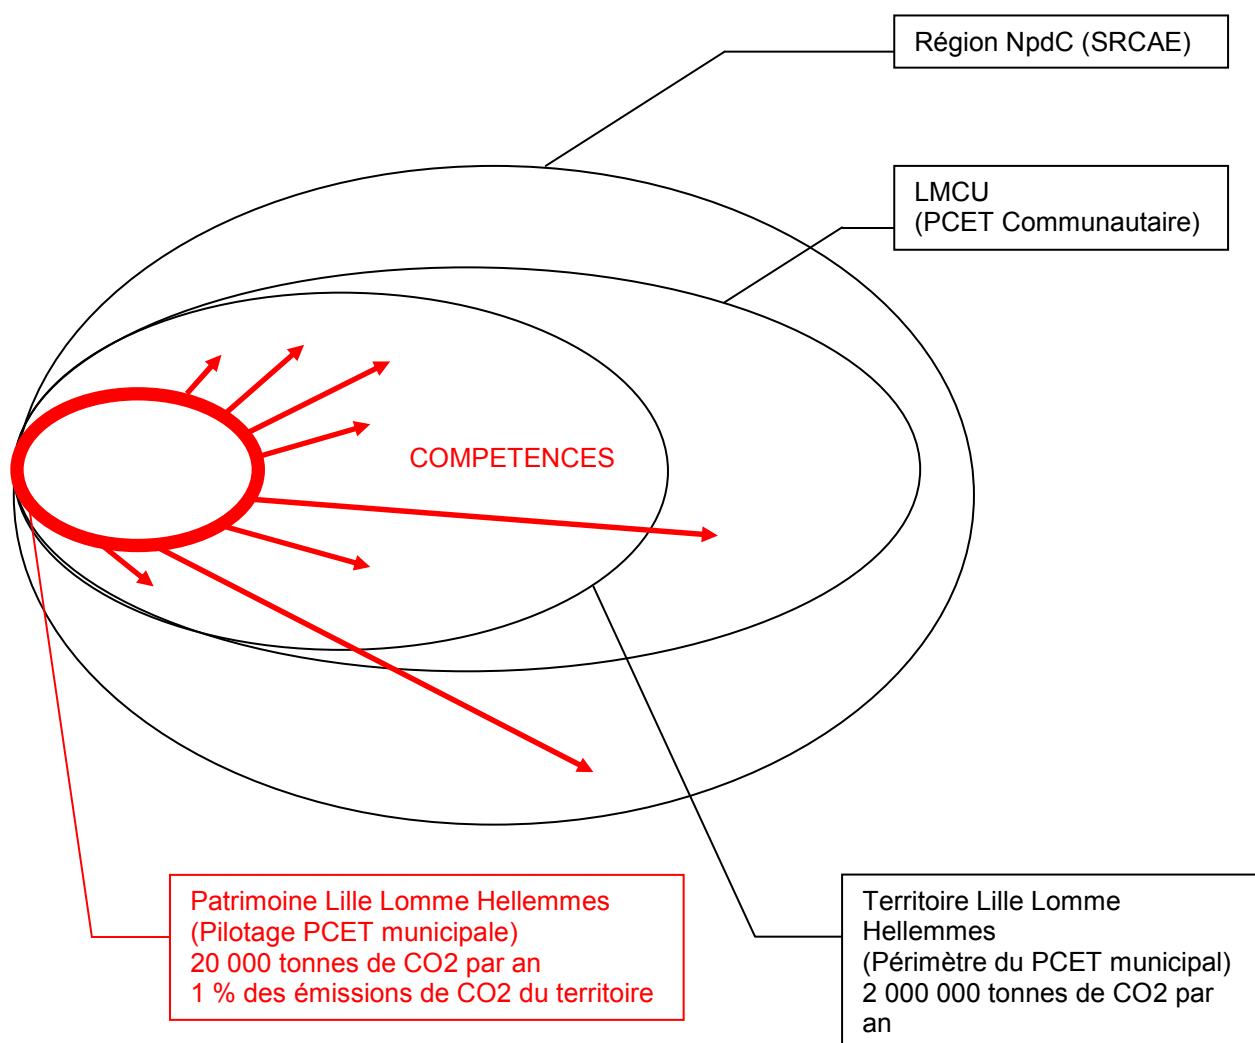 Région NpdC (SRCAE)
LMCU
(PCET Communautaire)
COMPETENCES
Patrimoine Lille Lomme Hellemmes
(Pilotage PCET municipale)
20 000 tonnes de CO2 par an
1 % des émissions de CO2 du territoire
Territoire Lille Lomme
Hellemmes
(Périmètre du PCET municipal)
2 000 000 tonnes de CO2 par
an